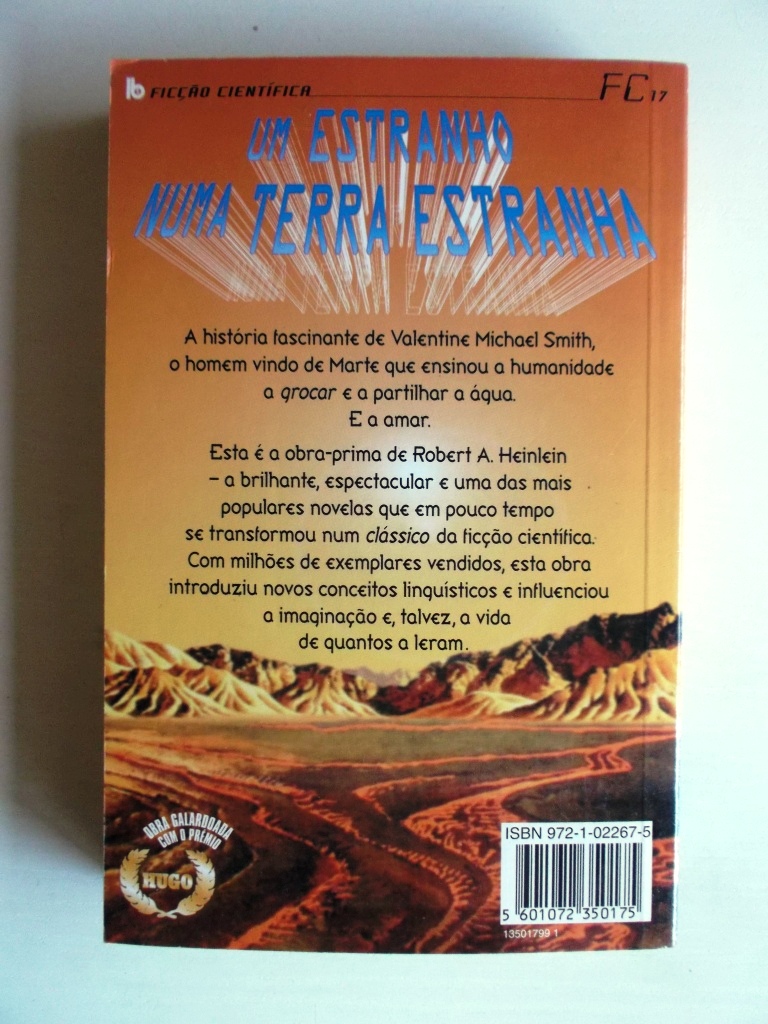 FICÇÃO CIENTÍFICA
FC 17
UM ESTRANHO
NUMA TERRA ESTRANHA
A história fascinante de Valentine Michael Smith,
o homem vindo de Marte que ensinou a humanidade
a grocar e a partilhar a água.
E a amar.
Esta é a obra-prima de Robert A. Heinlein
– a brilhante, espectacular e uma das mais
populares novelas que em pouco tempo
se transformou num clássico da ficção científica.
Com milhões de exemplares vendidos, esta obra
introduziu novos conceitos linguísticos e influenciou
a imaginação e, talvez, a vida
de quantos a leram.
OBRA GALARDOADA
COM O PRÉMIO
HUGO
ISBN 972-1-02267-5
5 601072 350175
13501799 1